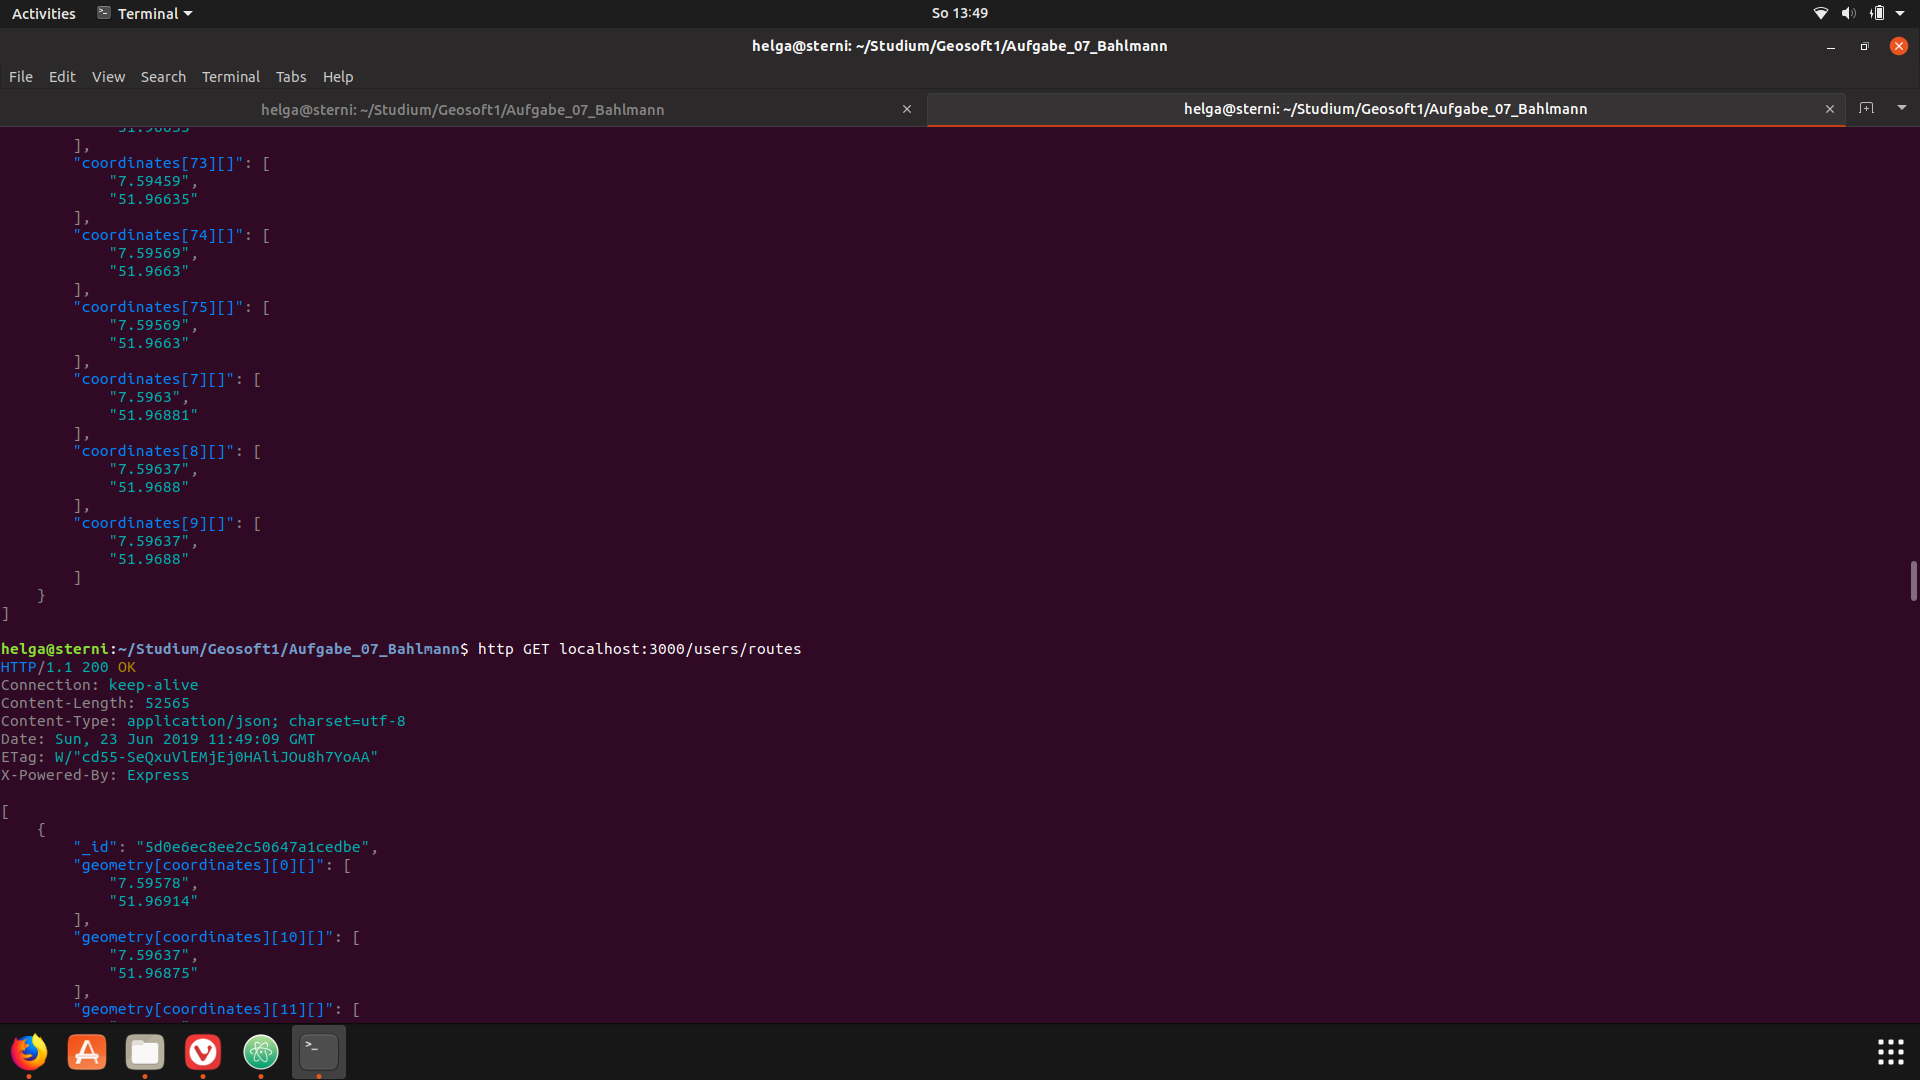 Activities
Terminal
So 13:49
helga@sterni: ~/Studium/Geosoft1/Aufgabe_07_Bahlmann
File Edit View Search Terminal Tabs Help
helga@sterni: ~/Studium/Geosoft1/Aufgabe_07_Bahlmann
helga@sterni: ~/Studium/Geosoft1/Aufgabe_07_Bahlmann
],
"coordinates[73][]": [
"7.59459",
"51.96635"
],
"coordinates[74][]": [
"7.59569",
"51.9663"
],
"coordinates[75][]": [
"7.59569",
"51.9663"
],
"coordinates[7][]": [
"7.5963",
"51.96881"
],
"coordinates[8][]": [
"7.59637",
"51.9688"
],
"coordinates[9][]": [
"7.59637",
"51.9688"
]
}
]
helga@sterni:~/Studium/Geosoft1/Aufgabe_07_Bahlmann$ http GET localhost:3000/users/routes
HTTP/1.1 200 OK
Connection: keep-alive
Content-Length: 52565
Content-Type: application/json; charset=utf-8
Date: Sun, 23 Jun 2019 11:49:09 GMT
ETag: W/"cd55-SeQxuVlEMjEj0HAliJOu8h7YoAA"
X-Powered-By: Express
[
{
"_id": "5d0e6ec8ee2c50647a1cedbe",
"geometry[coordinates][0][]": [
"7.59578",
"51.96914"
],
"geometry[coordinates][10][]": [
"7.59637",
"51.96875"
],
"geometry[coordinates][11][]": [